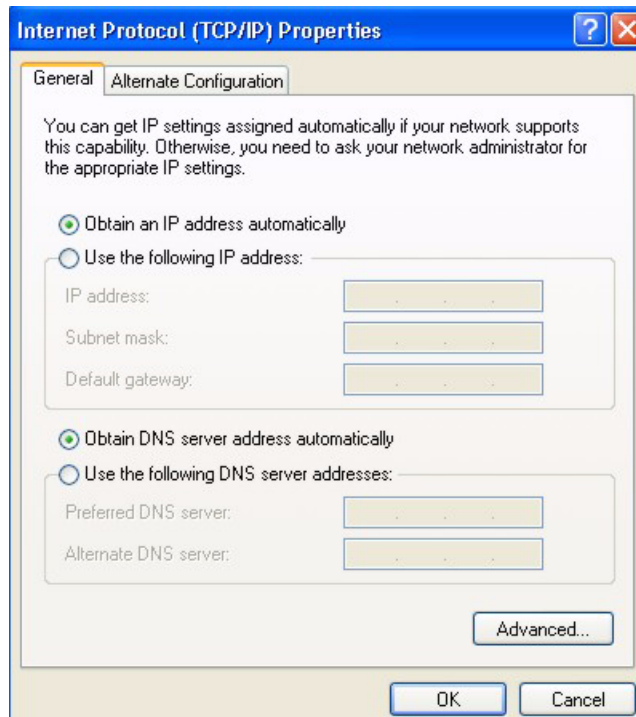 Internet Protocol (TCP/IP) Properties
General
Alternate Configuration
You can get IP settings assigned automatically if your network supports
this capability. Otherwise, you need to ask your network administrator for
the appropriate IP settings.
Obtain an IP address automatically
Use the following IP address:
IP address:
Subnet mask:
Default gateway:
Obtain DNS server address automatically
Use the following DNS server addresses:
Preferred DNS server:
Alternate DNS server:
Advanced...
OK
Cancel